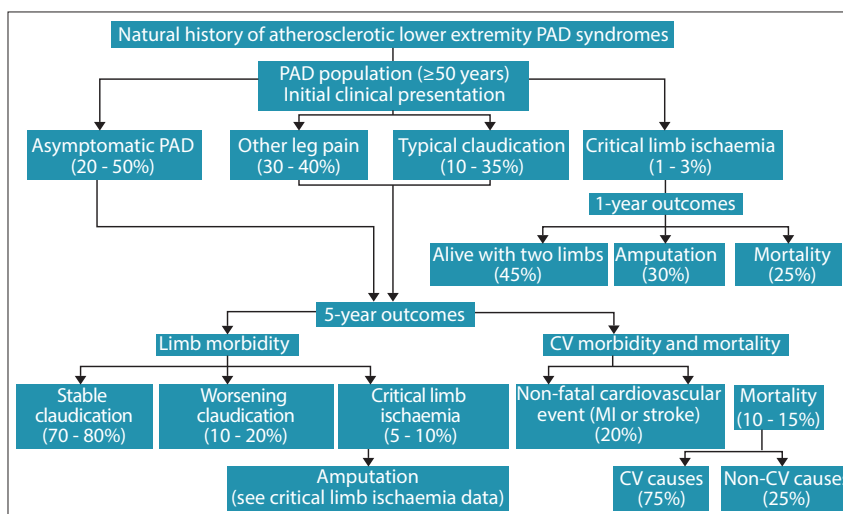 Natural history of atherosclerotic lower extremity PAD syndromes
PAD population (≥50 years)
Initial clinical presentation
Asymptomatic PAD
(20 - 50%)
Other leg pain
(30 - 40%)
Typical claudication
(10 - 35%)
Critical limb ischaemia
(1 - 3%)
1-year outcomes
Alive with two limbs
(45%)
Amputation
(30%)
Mortality
(25%)
5-year outcomes
Limb morbidity
CV morbidity and mortality
Stable
claudication
(70 - 80%)
Worsening
claudication
(10 - 20%)
Critical limb
ischaemia
(5 - 10%)
Non-fatal cardiovascular
event (MI or stroke)
(20%)
Mortality
(10 - 15%)
Amputation
(see critical limb ischaemia data)
CV causes
(75%)
Non-CV causes
(25%)